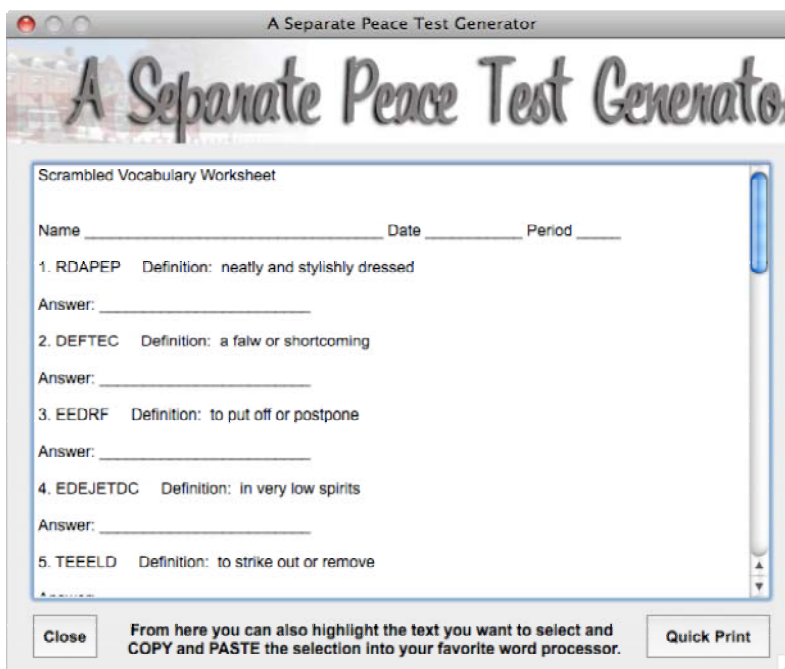 A Separate Peace Test Generator
A Separate Peace Test Generato
Scrambled Vocabulary Worksheet
Name ________________________________ Date __________ Period _____
1. RDAPEP Definition: neatly and stylishly dressed
Answer: ______________________
2. DEFTEC Definition: a falw or shortcoming
Answer: ______________________
3. EEDRF Definition: to put off or postpone
Answer: ______________________
4. EDEJETDC Definition: in very low spirits
Answer: ______________________
5. TEEELD Definition: to strike out or remove
Close
From here you can also highlight the text you want to select and
COPY and PASTE the selection into your favorite word processor.
Quick Print